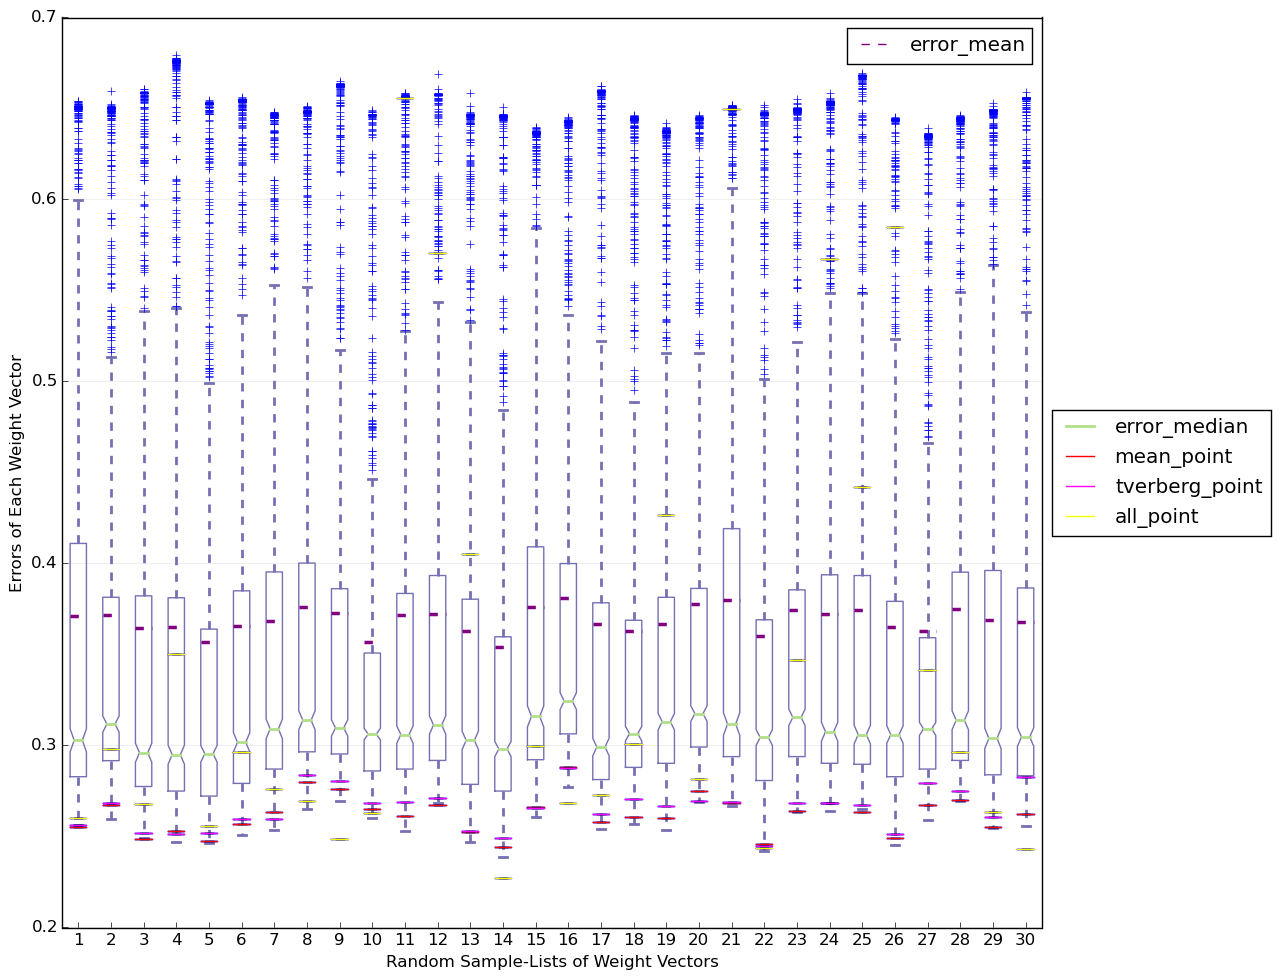 0.7
0.6
0.5
0.4
0.3
0.2
Errors of Each Weight Vector
error_mean
error_median
mean_point
tverberg_point
all_point
1 2 3 4 5 6 7 8 9 10 11 12 13 14 15 16 17 18 19 20 21 22 23 24 25 26 27 28 29 30
Random Sample-Lists of Weight Vectors